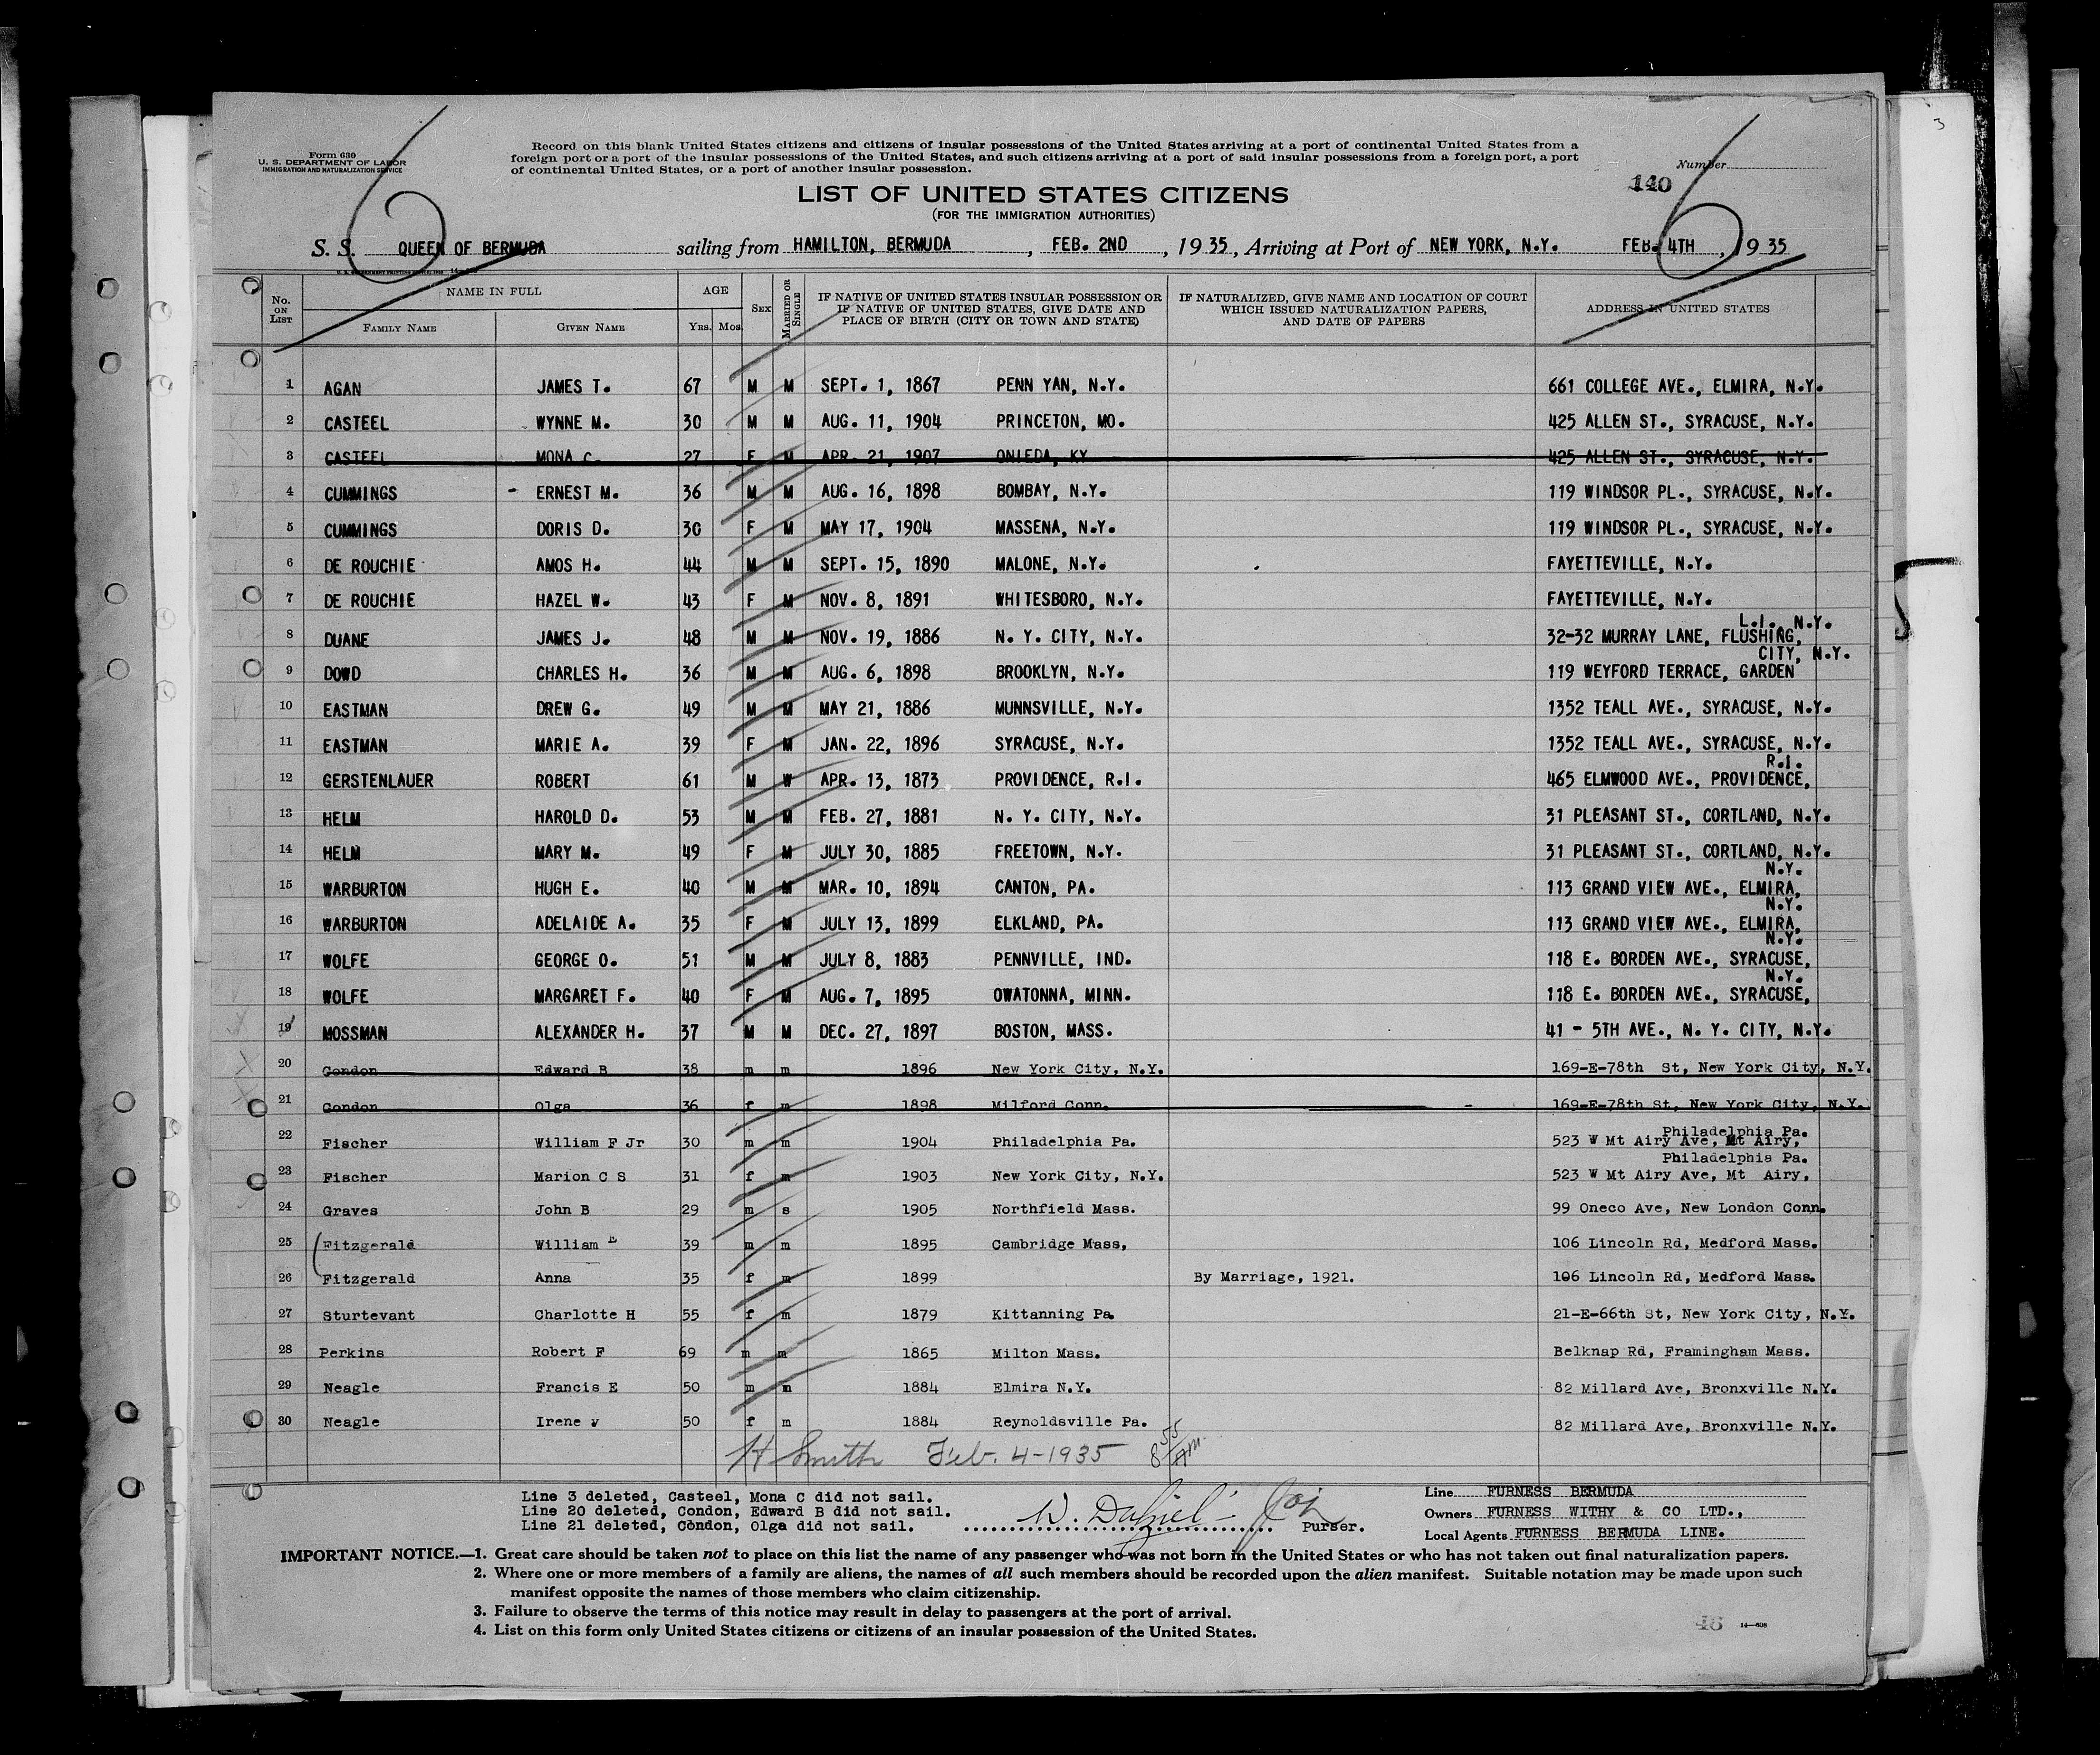 Form 630
U. S. DEPARTMENT OF LABOR
IMMIGRATION AND NATURALIZATION SERVICE
Record on this blank United States citizens and citizens of insular possessions of the United States arriving at a port of continental United States from a
foreign port or a port of the insular possessions of the United States, and such citizens arriving at a port of said insular possessions from a foreign port, a port
of continental United States, or a port of another insular possession.
Number
140
6
6
3
LIST OF UNITED STATES CITIZENS
(FOR THE IMMIGRATION AUTHORITIES)
S. S. QUEEN OF BERMUDA sailing from HAMILTON, BERMUDA, FEB. 2ND, 1935, Arriving at Port of NEW YORK, N.Y. FEB. 4TH, 1935
No. ON LIST NAME IN FULL FAMILY NAME GIVEN NAME AGE Yrs. Mos. SEX MARRIED OR SINGLE
IF NATIVE OF UNITED STATES INSULAR POSSESSION OR IF NATIVE OF UNITED STATES, GIVE DATE AND PLACE OF BIRTH (CITY OR TOWN AND STATE)
IF NATURALIZED, GIVE NAME AND LOCATION OF COURT WHICH ISSUED NATURALIZATION PAPERS, AND DATE OF PAPERS
ADDRESS IN UNITED STATES
1 AGAN JAMES T. 67 M M SEPT. 1, 1867 PENN YAN, N.Y. 661 COLLEGE AVE., ELMIRA, N.Y.
2 CASTEEL WYNNE M. 30 M M AUG. 11, 1904 PRINCETON, MO. 425 ALLEN ST., SYRACUSE, N.Y.
3 CASTEEL MONA C. 27 F M APR. 21, 1907 ONIEDA, KY 425 ALLEN ST., SYRACUSE, N.Y.
4 CUMMINGS - ERNEST M. 36 M M AUG. 16, 1898 BOMBAY, N.Y. 119 WINDSOR PL., SYRACUSE, N.Y.
5 CUMMINGS DORIS D. 30 F M MAY 17, 1904 MASSENA, N.Y. 119 WINDSOR PL., SYRACUSE, N.Y.
6 DE ROUCHIE AMOS H. 44 M M SEPT. 15, 1890 MALONE, N.Y. FAYETTEVILLE, N.Y.
7 DE ROUCHIE HAZEL W. 43 F M NOV. 8, 1891 WHITESBORO, N.Y. FAYETTEVILLE, N.Y.
8 DUANE JAMES J. 48 M M NOV. 19, 1886 N. Y. CITY, N.Y. 32-32 MURRAY LANE, FLUSHING, L.I., N.Y.
9 DOWD CHARLES H. 36 M M AUG. 6, 1898 BROOKLYN, N.Y. 119 WEYFORD TERRACE, GARDEN CITY, N.Y.
10 EASTMAN DREW G. 49 M M MAY 21, 1886 MUNNSVILLE, N.Y. 1352 TEALL AVE., SYRACUSE, N.Y.
11 EASTMAN MARIE A. 39 F M JAN. 22, 1896 SYRACUSE, N.Y. 1352 TEALL AVE., SYRACUSE, N.Y.
12 GERSTENLAUER ROBERT 61 M W APR. 13, 1873 PROVIDENCE, R.I. 465 ELMWOOD AVE., PROVIDENCE, R.I.
13 HELM HAROLD D. 53 M M FEB. 27, 1881 N. Y. CITY, N.Y. 31 PLEASANT ST., CORTLAND, N.Y.
14 HELM MARY M. 49 F M JULY 30, 1885 FREETOWN, N.Y. 31 PLEASANT ST., CORTLAND, N.Y.
15 WARBURTON HUGH E. 40 M M MAR. 10, 1894 CANTON, PA. 113 GRAND VIEW AVE., ELMIRA, N.Y.
16 WARBURTON ADELAIDE A. 35 F M JULY 13, 1899 ELKLAND, PA. 113 GRAND VIEW AVE., ELMIRA, N.Y.
17 WOLFE GEORGE O. 51 M M JULY 8, 1883 PENNVILLE, IND. 118 E. BORDEN AVE., SYRACUSE, N.Y.
18 WOLFE MARGARET F. 40 F M AUG. 7, 1895 OWATONNA, MINN. 118 E. BORDEN AVE., SYRACUSE, N.Y.
19 MOSSMAN ALEXANDER H. 37 M M DEC. 27, 1897 BOSTON, MASS. 41 - 5TH AVE., N. Y. CITY, N.Y.
20 Condon Edward B 38 m m 1896 New York City, N.Y. 169-E-78th St, New York City, N.Y.
21 Condon Olga 36 f m 1898 Milford Conn. 169-E-78th St, New York City, N.Y.
22 Fischer William F Jr 30 m m 1904 Philadelphia Pa. 523 W Mt Airy Ave, Mt Airy, Philadelphia Pa.
23 Fischer Marion C S 31 f m 1903 New York City, N.Y. 523 W Mt Airy Ave, Mt Airy, Philadelphia Pa.
24 Graves John B 29 m s 1905 Northfield Mass. 99 Oneco Ave, New London Conn.
25 Fitzgerald William E 39 m m 1895 Cambridge Mass, 106 Lincoln Rd, Medford Mass.
26 Fitzgerald Anna 35 f m 1899 By Marriage, 1921. 106 Lincoln Rd, Medford Mass.
27 Sturtevant Charlotte H 55 f m 1879 Kittanning Pa. 21-E-66th St, New York City, N.Y.
28 Perkins Robert F 69 m m 1865 Milton Mass. Belknap Rd, Framingham Mass.
29 Neagle Francis E 50 m m 1884 Elmira N.Y. 82 Millard Ave, Bronxville N.Y.
30 Neagle Irene v 50 f m 1884 Reynoldsville Pa. 82 Millard Ave, Bronxville N.Y.
H Smith Feb. 4-1935 8 55 AM
Line 3 deleted, Casteel, Mona C did not sail.
Line 20 deleted, Condon, Edward B did not sail.
Line 21 deleted, Condon, Olga did not sail.
W. Dalziel Purser.
Line FURNESS BERMUDA
Owners FURNESS WITHY & CO LTD.,
Local Agents FURNESS BERMUDA LINE.
IMPORTANT NOTICE.—1. Great care should be taken not to place on this list the name of any passenger who was not born in the United States or who has not taken out final naturalization papers.
2. Where one or more members of a family are aliens, the names of all such members should be recorded upon the alien manifest. Suitable notation may be made upon such
manifest opposite the names of those members who claim citizenship.
3. Failure to observe the terms of this notice may result in delay to passengers at the port of arrival.
4. List on this form only United States citizens or citizens of an insular possession of the United States.
46 14—608